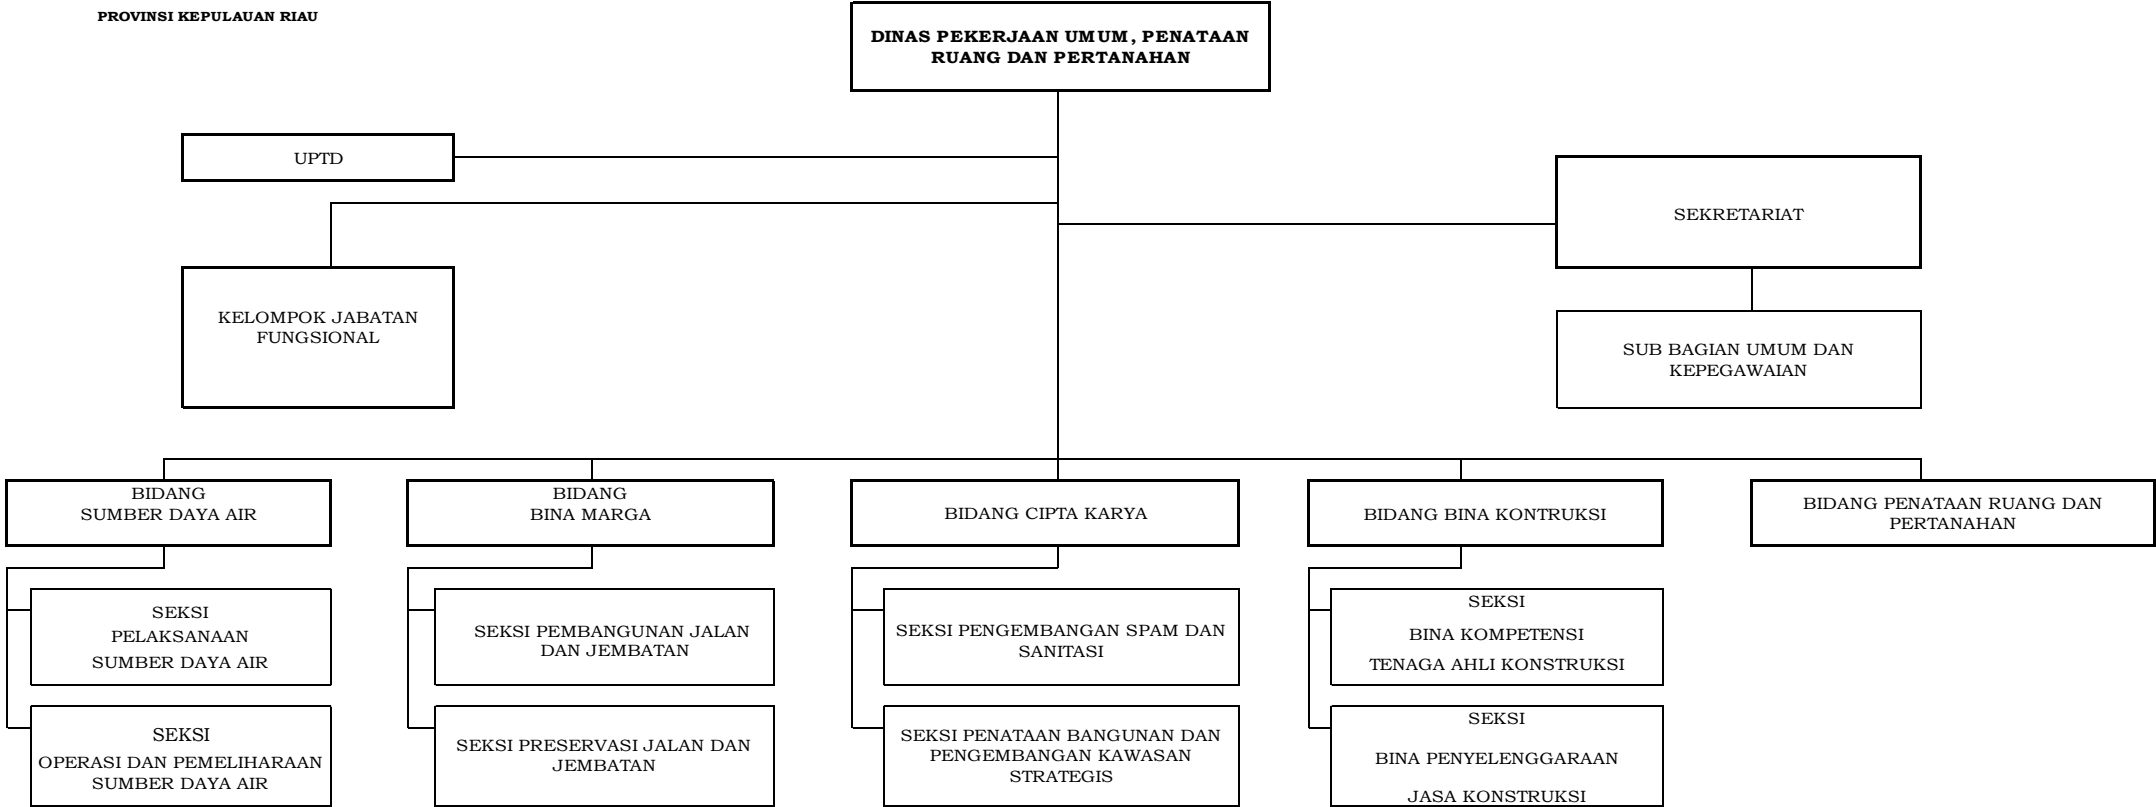 PROVINSI KEPULAUAN RIAU
DINAS PEKERJAAN UMUM, PENATAAN
RUANG DAN PERTANAHAN
UPTD
SEKRETARIAT
KELOMPOK JABATAN
FUNGSIONAL
SUB BAGIAN UMUM DAN
KEPEGAWAIAN
BIDANG
SUMBER DAYA AIR
BIDANG
BINA MARGA
BIDANG CIPTA KARYA
BIDANG BINA KONTRUKSI
BIDANG PENATAAN RUANG DAN
PERTANAHAN
SEKSI
PELAKSANAAN
SUMBER DAYA AIR
SEKSI PEMBANGUNAN JALAN
DAN JEMBATAN
SEKSI PENGEMBANGAN SPAM DAN
SANITASI
SEKSI
BINA KOMPETENSI
TENAGA AHLI KONSTRUKSI
SEKSI
OPERASI DAN PEMELIHARAAN
SUMBER DAYA AIR
SEKSI PRESERVASI JALAN DAN
JEMBATAN
SEKSI PENATAAN BANGUNAN DAN
PENGEMBANGAN KAWASAN
STRATEGIS
SEKSI
BINA PENYELENGGARAAN
JASA KONSTRUKSI